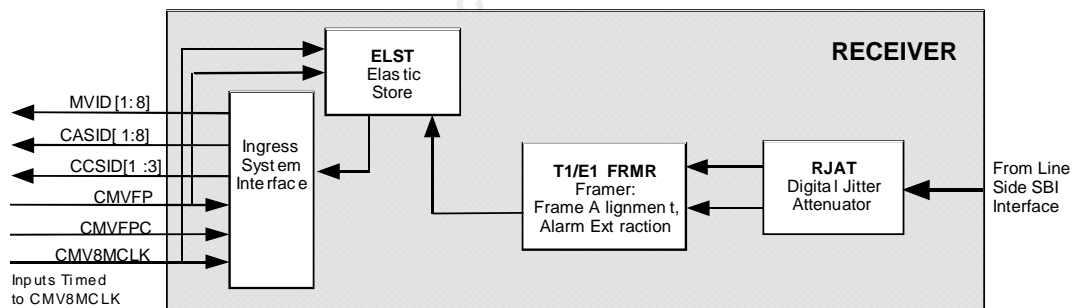 RECEIVER
ELST
Elastic
Store
MVID [1:8]
CASID[ 1:8]
CCSID[1 :3]
CMVFP
CMVFPC
CMV8MCLK
Inputs Timed
to CMV8MCLK
Ingress
System
Interface
T1/E1 FRMR
Framer:
Frame Alignment,
Alarm Extraction
RJAT
Digital Jitter
Attenuator
From Line
Side SBI
Interface